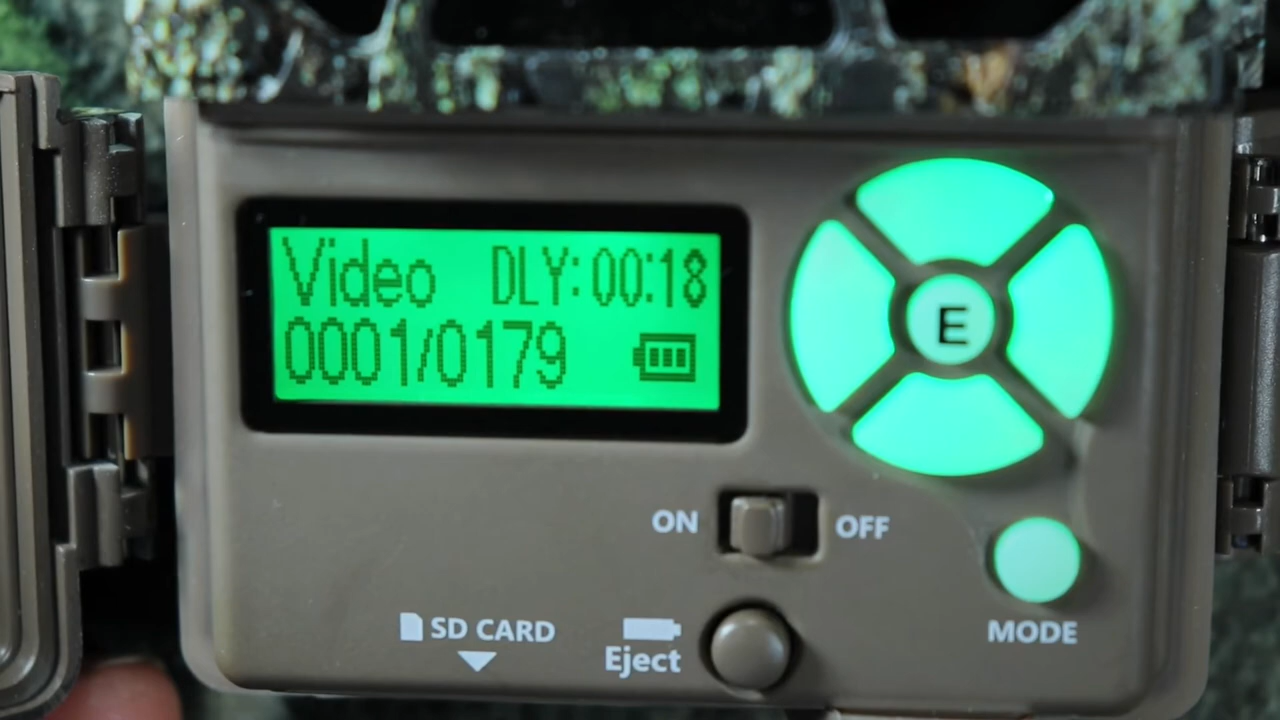 Video DLY:00:18
0001/0179
E
ON OFF
MODE
SD CARD
Eject